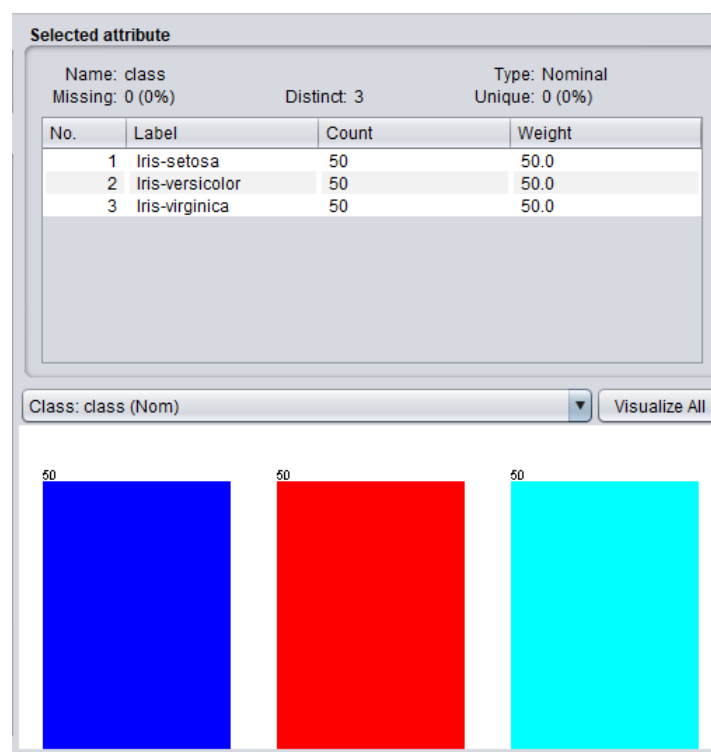 Selected attribute
Name: class Type: Nominal
Missing: 0 (0%) Distinct: 3 Unique: 0 (0%)
No. Label Count Weight
1 Iris-setosa 50 50.0
2 Iris-versicolor 50 50.0
3 Iris-virginica 50 50.0
Class: class (Nom) Visualize All
50 50 50